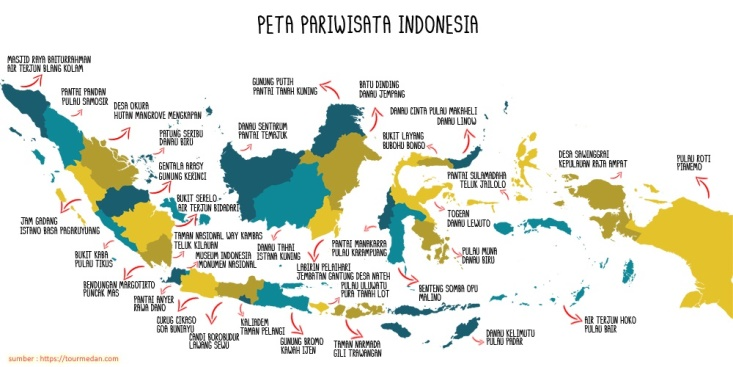 PETA PARIWISATA INDONESIA
MASJID RAYA BAITURRAHMAN
AIR TERJUN BLANG KOLAM
PANTAI PANDAN
PULAU SAMOSIR
DESA OKURA
HUTAN MANGROVE MENGKAPAN
PATUNG SERIBU
DANAU BIRU
GENTALA ARASY
GUNUNG KERINCI
BUKIT SERELO
AIR TERJUN BIDADARI
JAM GADANG
ISTANO BASA PAGARUYUANG
BUKIT KABA
PULAU TIKUS
BENDUNGAN MARGOTIRTO
PUNCAK MAS
TAMAN NASIONAL WAY KAMBAS
TELUK KILAUAN
MUSEUM INDONESIA
MONUMEN NASIONAL
PANTAI ANYER
RAWA DANO
CURUG CIKASO
GOA BUNIAYU
CANDI BOROBUDUR
LAWANG SEWU
KALIADEM
TAMAN PELANGI
GUNUNG BROMO
KAWAH IJEN
PULAU ULUWATU
PURA TANAH LOT
TAMAN NARMADA
GILI TRAWANGAN
DANAU KELIMUTU
PULAU PADAR
GUNUNG PUTIH
PANTAI TANAH KUNING
BATU DINDING
DANAU JEMPANG
DANAU SENTARUM
PANTAI TEMAJUK
DANAU TAHAI
ISTANA KUNING
LABIRIN PELAIHARI
JEMBATAN GANTUNG DESA NATEH
DANAU CINTA PULAU MAKAHELI
DANAU LINOW
BUKIT LAYANG
BUBOHU BONGO
PANTAI MANAKARRA
PULAU KARAMPUANG
TOGEAN
DANAU LEWUTO
PULAU MUNA
DANAU BIRU
BENTENG SOMBA OPU
MALINO
PANTAI SULAMADAHA
TELUK JAILOLO
AIR TERJUN HOKO
PULAU BAIR
DESA SAWINGGRAI
KEPULAUAN RAJA AMPAT
PULAU ROTI
PIANEMO
sumber : https://tourmedan.com